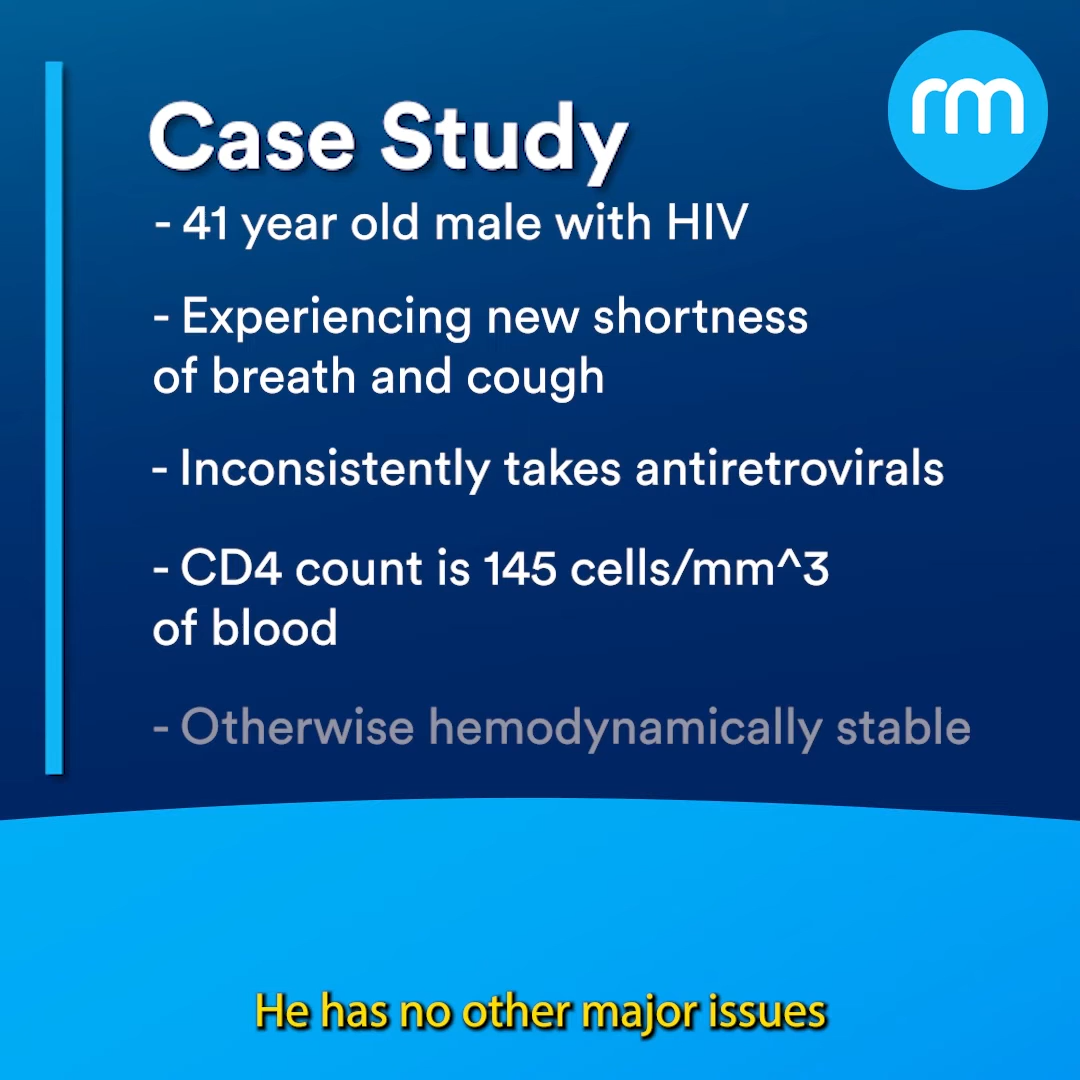 rm
Case Study
- 41 year old male with HIV
- Experiencing new shortness
of breath and cough
- Inconsistently takes antiretrovirals
- CD4 count is 145 cells/mm^3
of blood
- Otherwise hemodynamically stable
He has no other major issues